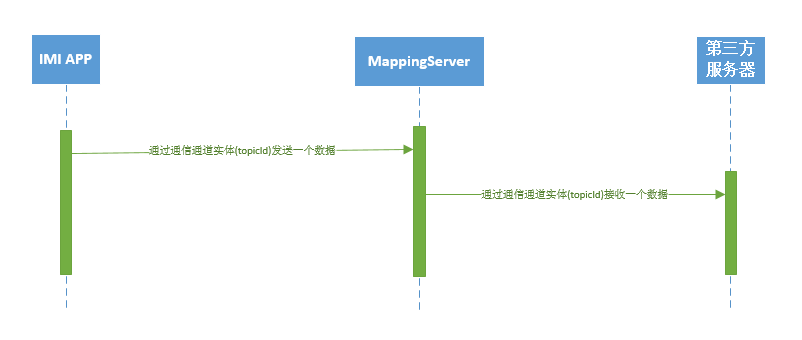 IMI APP
MappingServer
第三方
服务器
通过通信通道实体(topicId)发送一个数据
通过通信通道实体(topicId)接收一个数据